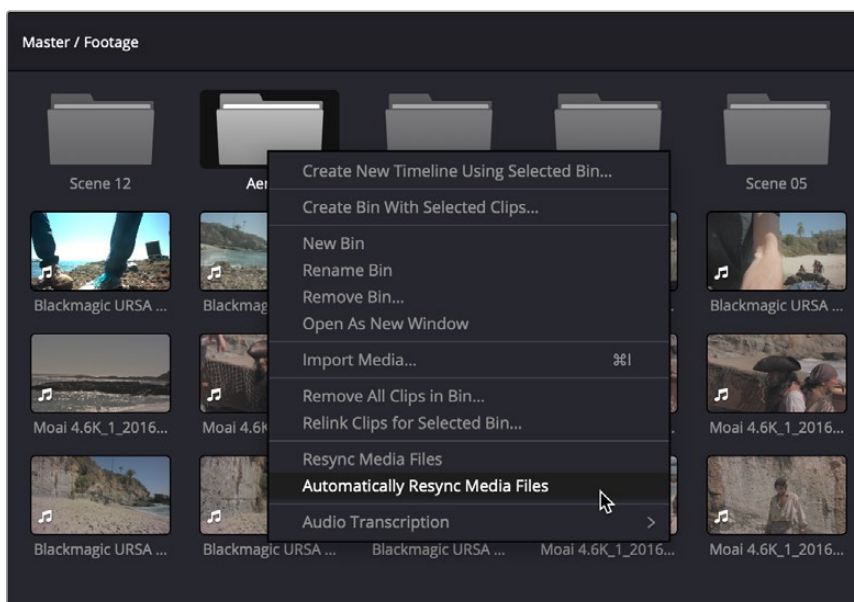 Master / Footage
Scene 12
Aer
Scene 05
Create New Timeline Using Selected Bin...
Create Bin With Selected Clips...
New Bin
Rename Bin
Remove Bin...
Open As New Window
Import Media... ⌘I
Remove All Clips in Bin...
Relink Clips for Selected Bin...
Resync Media Files
Automatically Resync Media Files
Audio Transcription >
Blackmagic URSA ...
Blackmag
Blackmagic URSA ...
Moai 4.6K_1_2016...
Moai 4.6K
Moai 4.6K_1_2016...
Blackmagic URSA ...
Blackmagic URSA ...
Blackmagic URSA ...
Moai 4.6K_1_2016...
Moai 4.6K_1_2016...